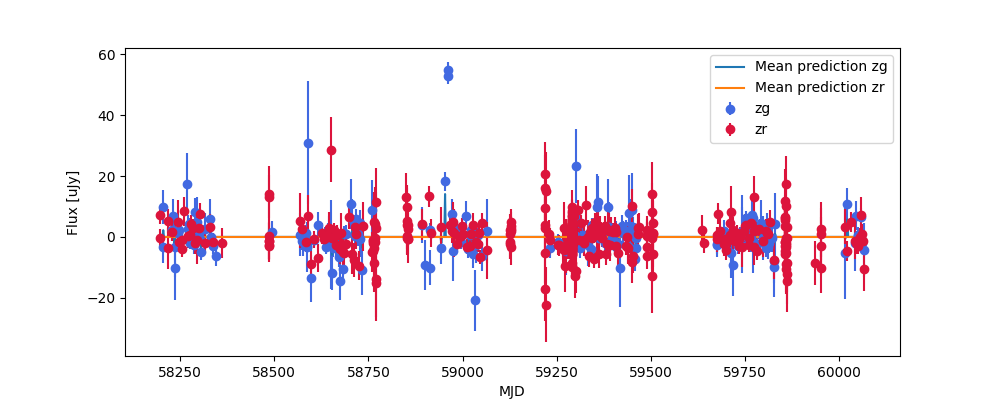 60
40
20
0
−20
Flux [uJy]
58250 58500 58750 59000 59250 59500 59750 60000
MJD
Mean prediction zg
Mean prediction zr
zg
zr